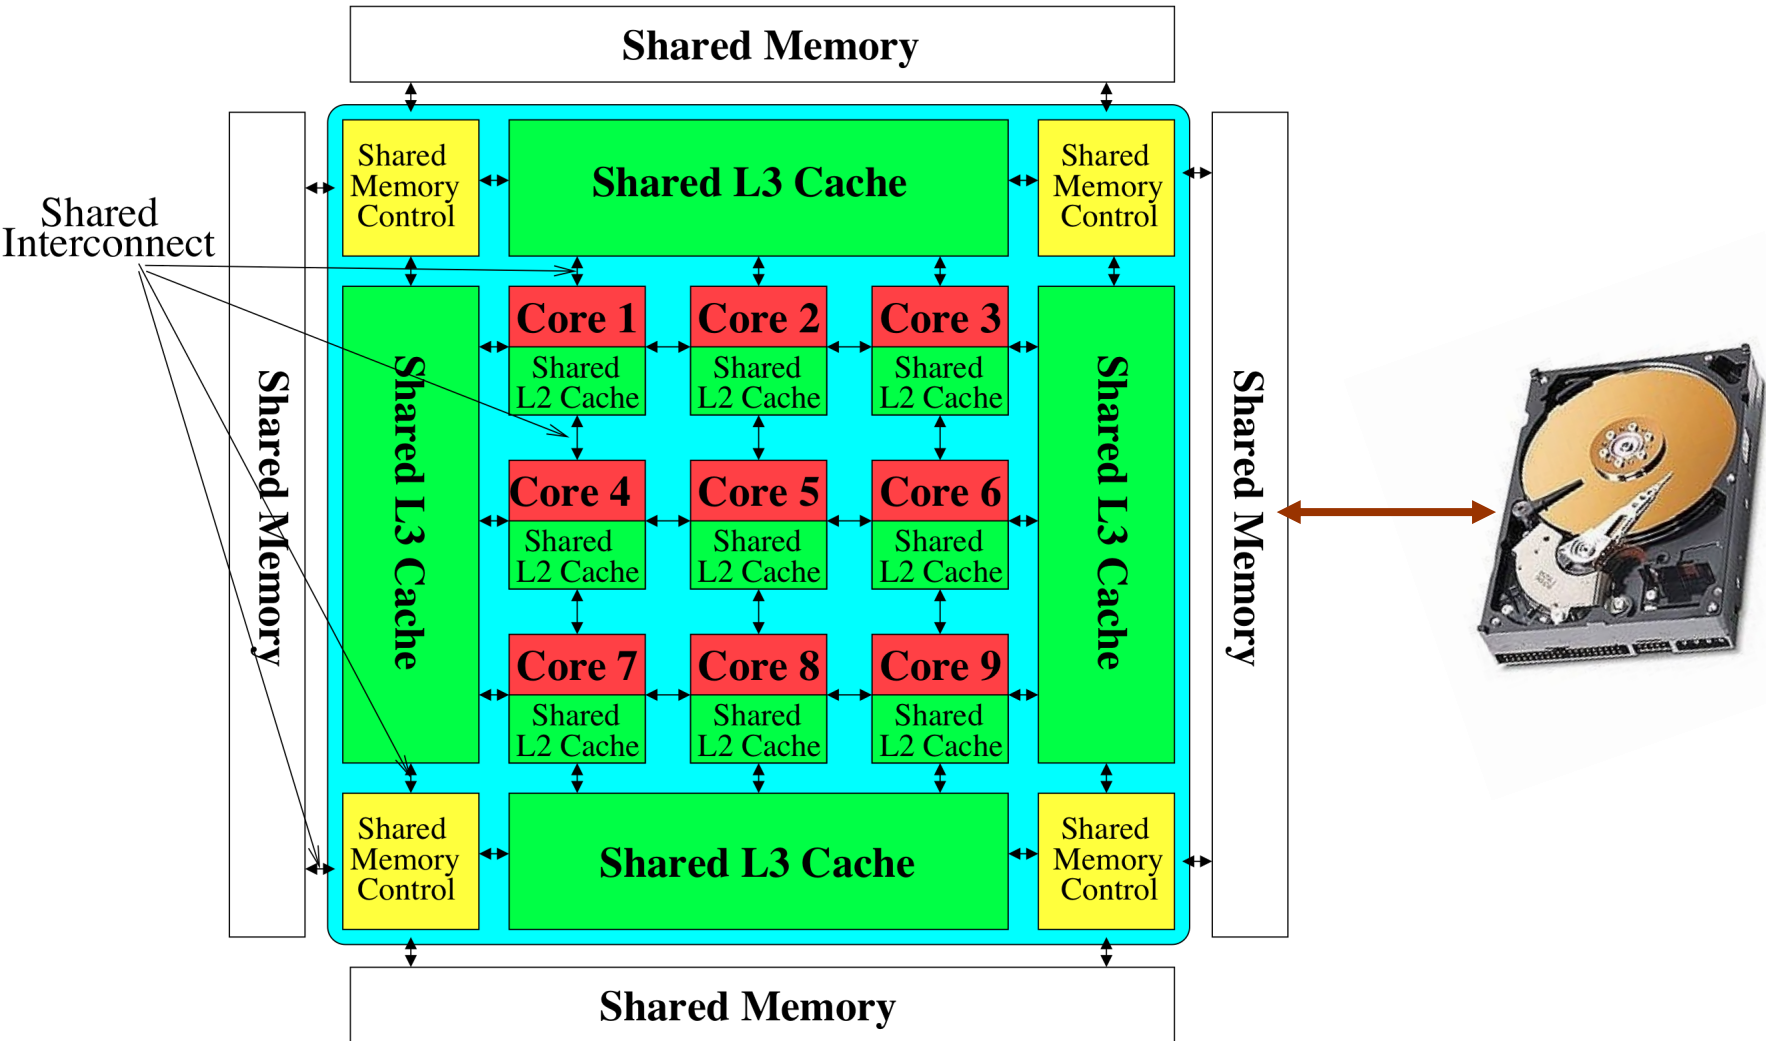 Shared Memory
Shared
Memory
Control
Shared L3 Cache
Shared
Memory
Control
Shared
Interconnect
Shared Memory
Shared L3 Cache
Core 1
Shared
L2 Cache
Core 2
Shared
L2 Cache
Core 3
Shared
L2 Cache
Core 4
Shared
L2 Cache
Core 5
Shared
L2 Cache
Core 6
Shared
L2 Cache
Core 7
Shared
L2 Cache
Core 8
Shared
L2 Cache
Core 9
Shared
L2 Cache
Shared L3 Cache
Shared Memory
Shared
Memory
Control
Shared L3 Cache
Shared
Memory
Control
Shared Memory